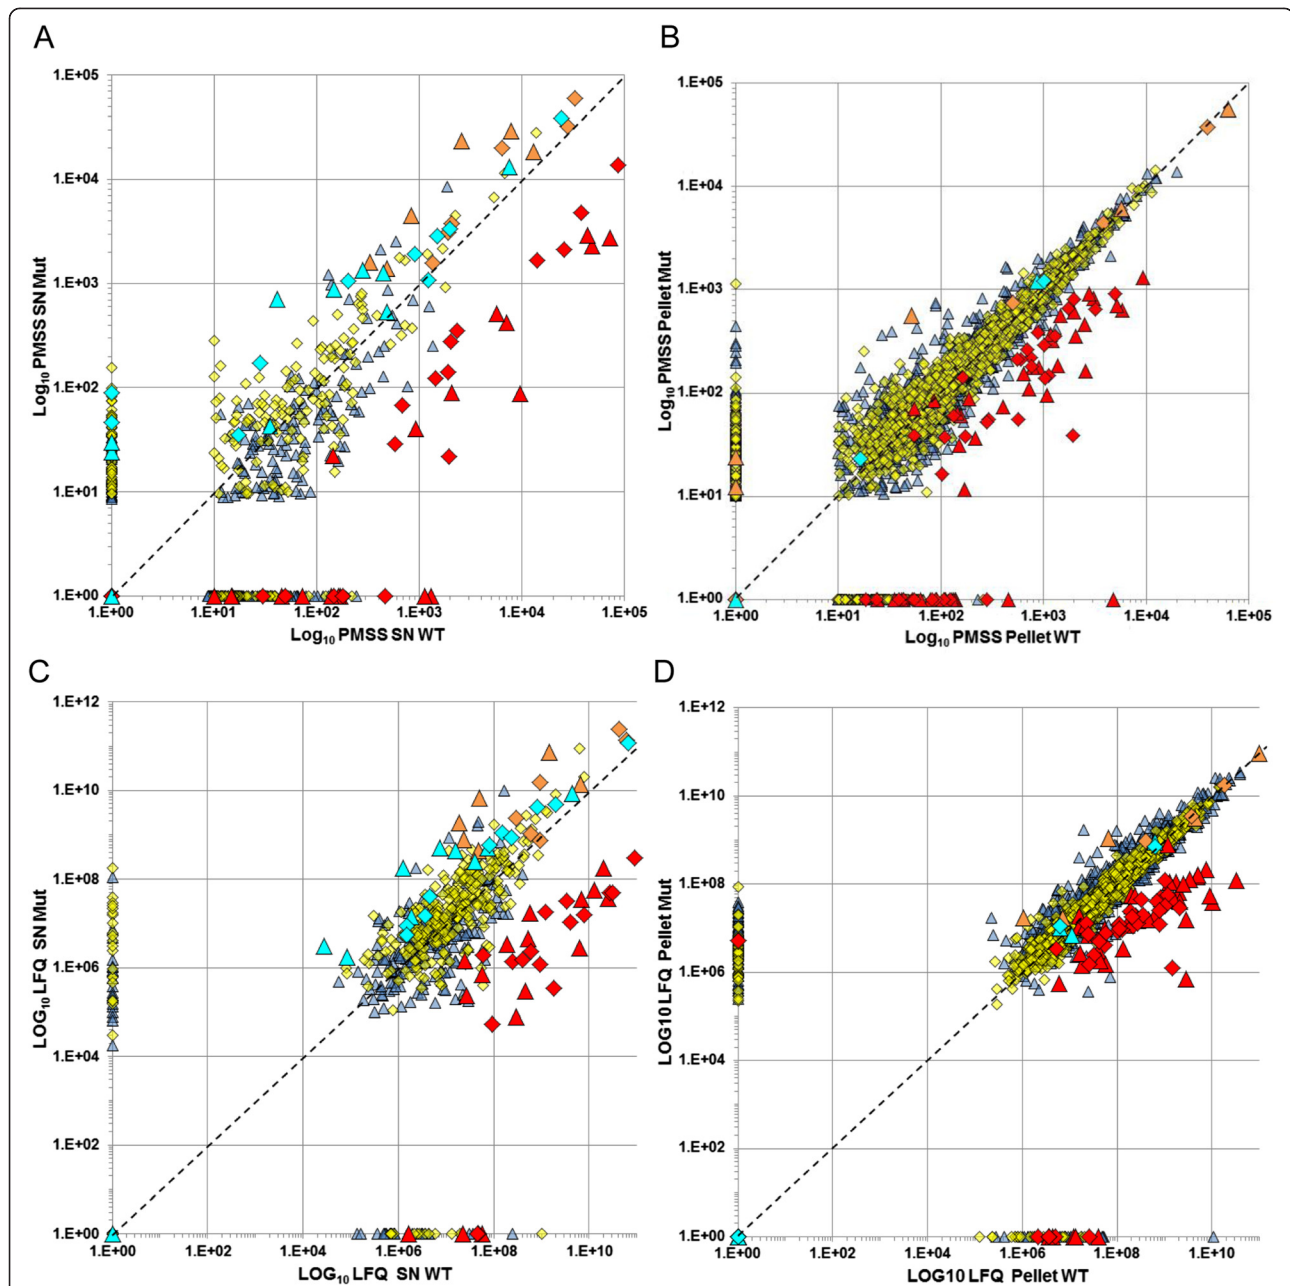 A
1.E+05
1.E+04
1.E+03
1.E+02
1.E+01
1.E+00
Log10 PMSS SN Mut
1.E+00 1.E+01 1.E+02 1.E+03 1.E+04 1.E+05
Log10 PMSS SN WT
B
1.E+05
1.E+04
1.E+03
1.E+02
1.E+01
1.E+00
Log10 PMSS Pellet Mut
1.E+00 1.E+01 1.E+02 1.E+03 1.E+04 1.E+05
Log10 PMSS Pellet WT
C
1.E+12
1.E+10
1.E+08
1.E+06
1.E+04
1.E+02
1.E+00
LOG10 LFQ SN Mut
1.E+00 1.E+02 1.E+04 1.E+06 1.E+08 1.E+10
LOG10 LFQ SN WT
D
1.E+12
1.E+10
1.E+08
1.E+06
1.E+04
1.E+02
1.E+00
LOG10 LFQ Pellet Mut
1.E+00 1.E+02 1.E+04 1.E+06 1.E+08 1.E+10
LOG10 LFQ Pellet WT